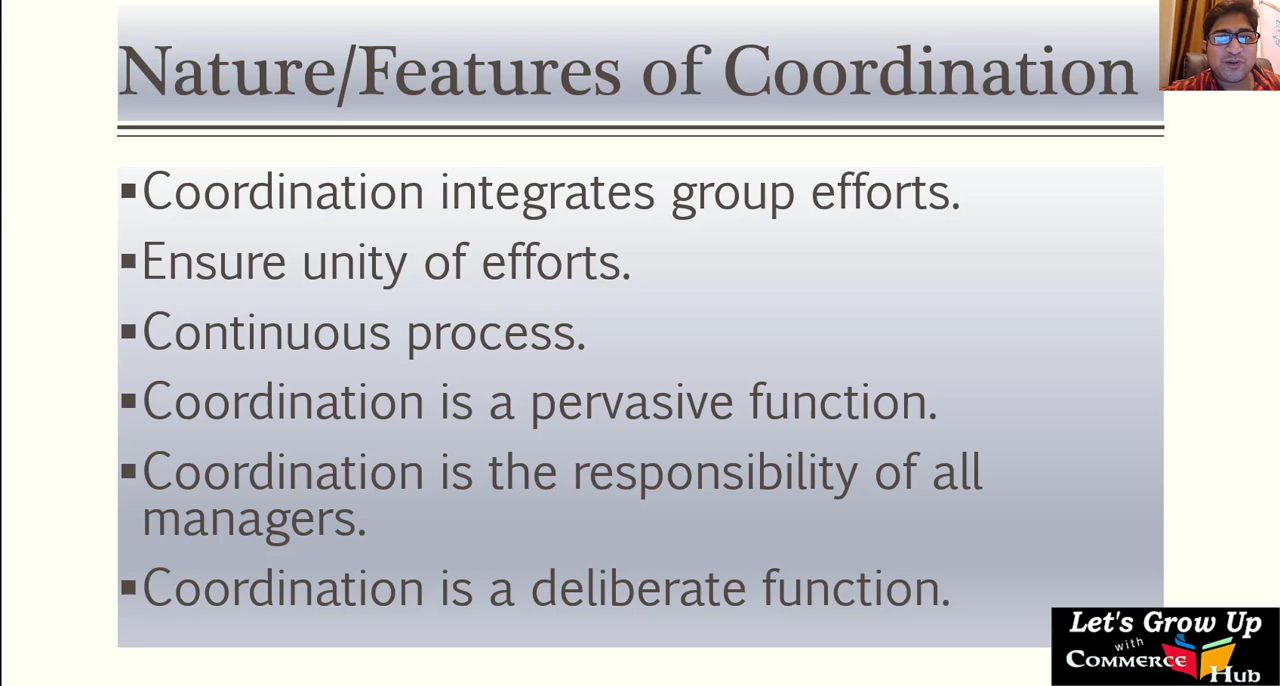 Nature/Features of Coordination
▪Coordination integrates group efforts.
▪Ensure unity of efforts.
▪Continuous process.
▪Coordination is a pervasive function.
▪Coordination is the responsibility of all
managers.
▪Coordination is a deliberate function.
Let's Grow Up
with
COMMERCE
Hub